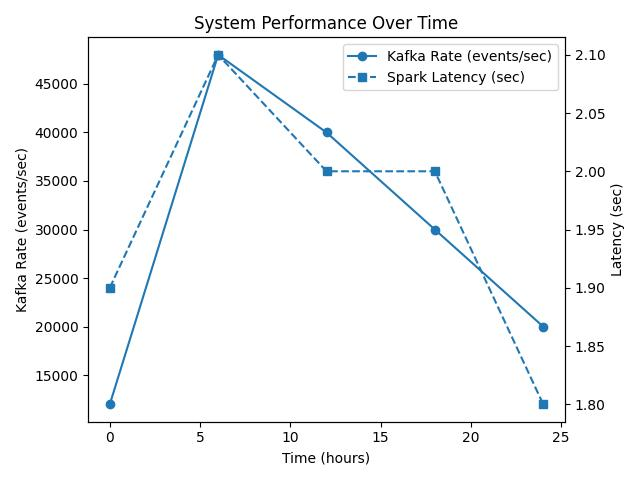 System Performance Over Time
Kafka Rate (events/sec)
Spark Latency (sec)
Kafka Rate (events/sec)
45000
40000
35000
30000
25000
20000
15000
2.10
2.05
2.00
1.95
1.90
1.85
1.80
Latency (sec)
0 5 10 15 20 25
Time (hours)